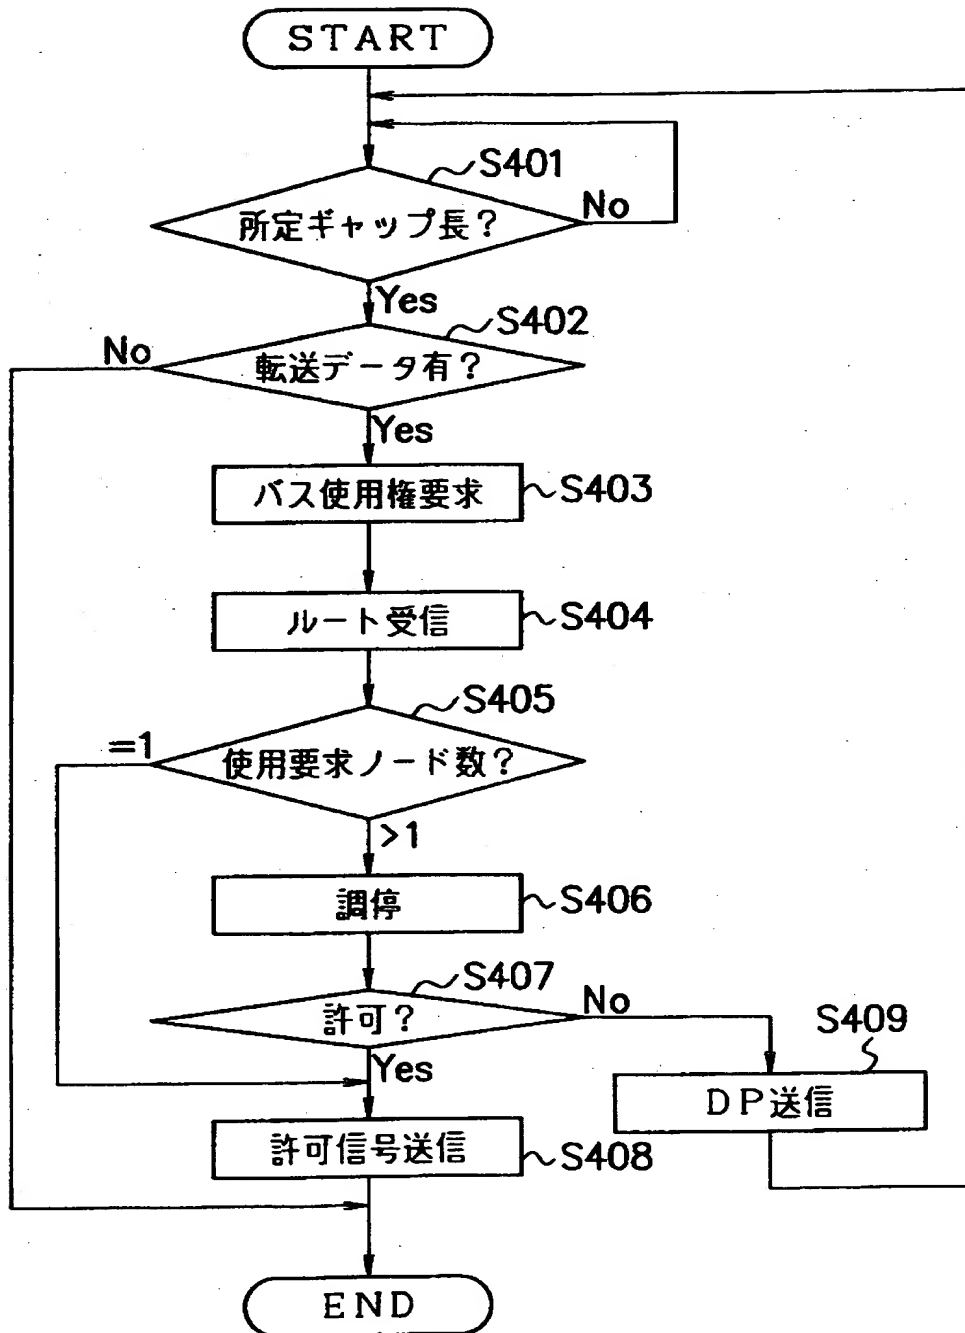 START
S401
所定ギャップ長?
No
Yes
S402
No
転送データ有?
Yes
バス使用権要求
S403
ルート受信
S404
S405
=1
使用要求ノード数?
>1
調停
S406
S407
許可?
No
Yes
S409
DP送信
許可信号送信
S408
END